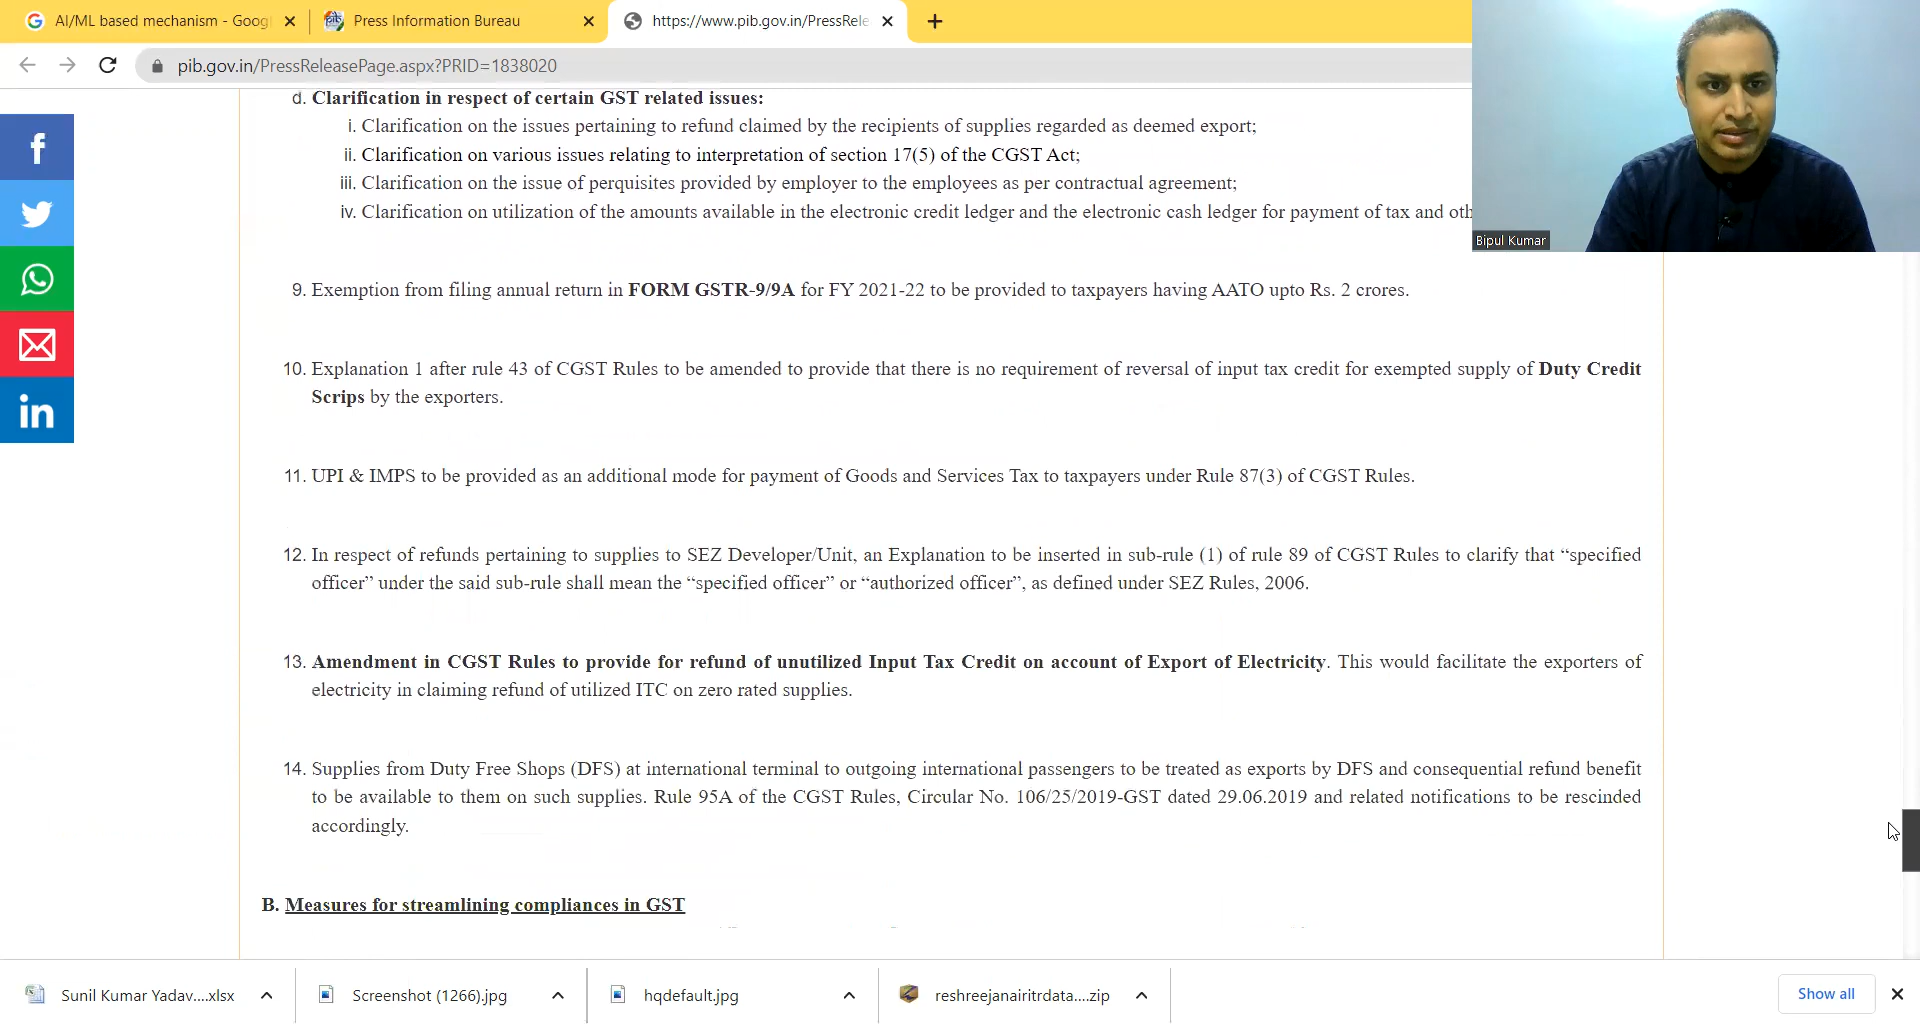 AI/ML based mechanism - Goog
Press Information Bureau
https://www.pib.gov.in/PressRele
pib.gov.in/PressReleasePage.aspx?PRID=1838020
d. Clarification in respect of certain GST related issues:
i. Clarification on the issues pertaining to refund claimed by the recipients of supplies regarded as deemed export;
ii. Clarification on various issues relating to interpretation of section 17(5) of the CGST Act;
iii. Clarification on the issue of perquisites provided by employer to the employees as per contractual agreement;
iv. Clarification on utilization of the amounts available in the electronic credit ledger and the electronic cash ledger for payment of tax and oth
Bipul Kumar
9. Exemption from filing annual return in FORM GSTR-9/9A for FY 2021-22 to be provided to taxpayers having AATO upto Rs. 2 crores.
10. Explanation 1 after rule 43 of CGST Rules to be amended to provide that there is no requirement of reversal of input tax credit for exempted supply of Duty Credit
Scrips by the exporters.
11. UPI & IMPS to be provided as an additional mode for payment of Goods and Services Tax to taxpayers under Rule 87(3) of CGST Rules.
12. In respect of refunds pertaining to supplies to SEZ Developer/Unit, an Explanation to be inserted in sub-rule (1) of rule 89 of CGST Rules to clarify that “specified
officer” under the said sub-rule shall mean the “specified officer” or “authorized officer”, as defined under SEZ Rules, 2006.
13. Amendment in CGST Rules to provide for refund of unutilized Input Tax Credit on account of Export of Electricity. This would facilitate the exporters of
electricity in claiming refund of utilized ITC on zero rated supplies.
14. Supplies from Duty Free Shops (DFS) at international terminal to outgoing international passengers to be treated as exports by DFS and consequential refund benefit
to be available to them on such supplies. Rule 95A of the CGST Rules, Circular No. 106/25/2019-GST dated 29.06.2019 and related notifications to be rescinded
accordingly.
B. Measures for streamlining compliances in GST
Sunil Kumar Yadav....xlsx
Screenshot (1266).jpg
hqdefault.jpg
reshreejanairitrdata....zip
Show all